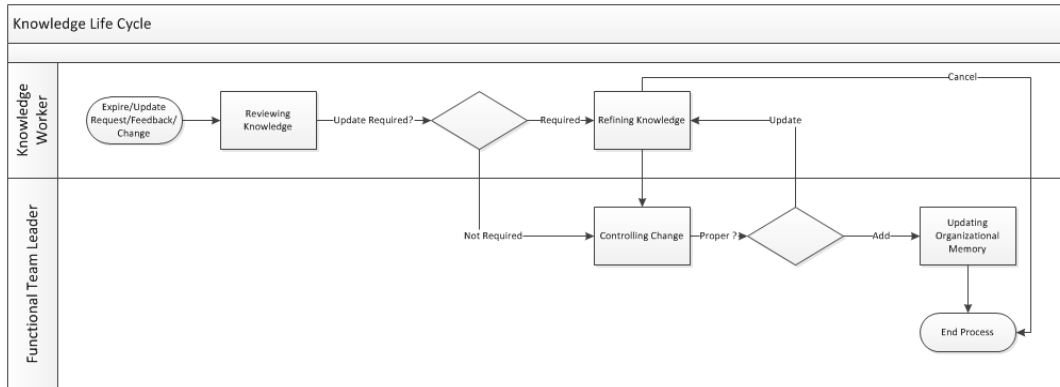 Knowledge Life Cycle
Knowledge
Worker
Expire/Update
Request/Feedback/
Change
Reviewing
Knowledge
Update Required?
Required
Refining Knowledge
Update
Cancel
Functional Team Leader
Not Required
Controlling Change
Proper ?
Add
Updating
Organizational
Memory
End Process